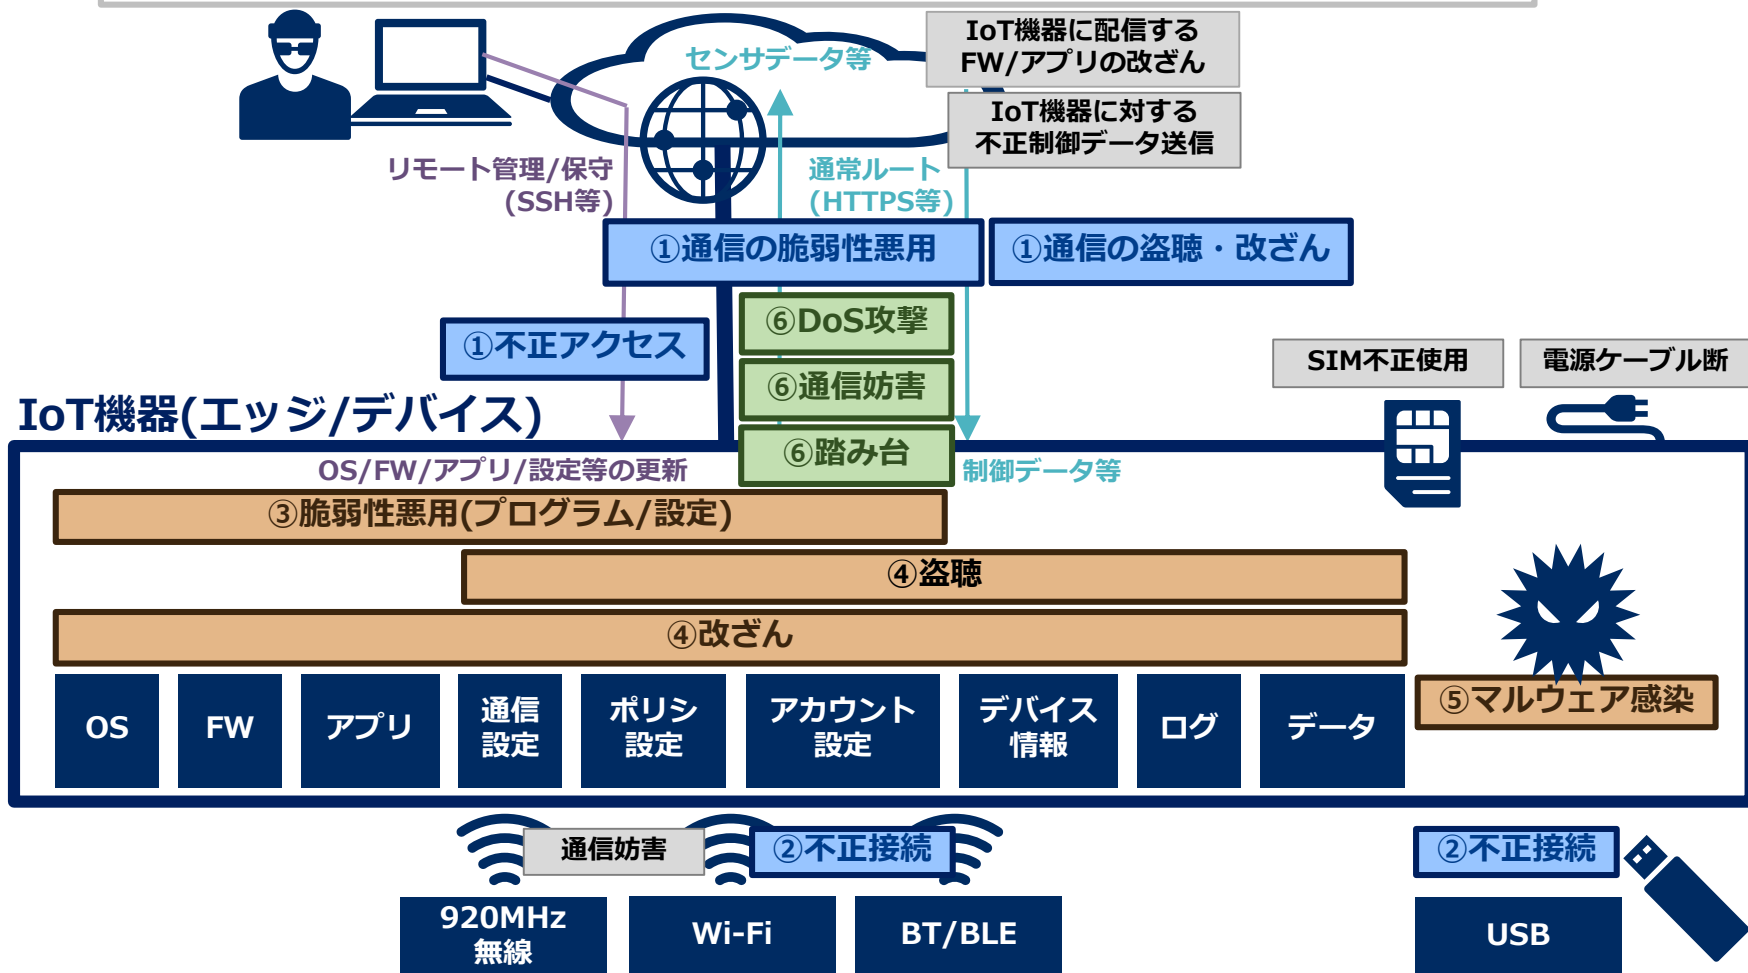 IoT機器に配信する
FW/アプリの改ざん
センサデータ等
IoT機器に対する
不正制御データ送信
リモート管理/保守
(SSH等)
通常ルート
(HTTPS等)
①通信の脆弱性悪用
①通信の盗聴・改ざん
⑥DoS攻撃
①不正アクセス
⑥通信妨害
SIM不正使用
電源ケーブル断
IoT機器(エッジ/デバイス)
⑥踏み台
OS/FW/アプリ/設定等の更新
制御データ等
③脆弱性悪用(プログラム/設定)
④盗聴
④改ざん
OS
FW
アプリ
通信
設定
ポリシ
設定
アカウント
設定
デバイス
情報
ログ
データ
⑤マルウェア感染
通信妨害
②不正接続
②不正接続
920MHz
無線
Wi-Fi
BT/BLE
USB